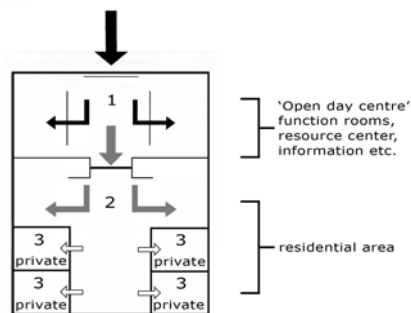 1
‘Open day centre’
function rooms,
resource center,
information etc.
2
residential area
3
private
3
private
3
private
3
private